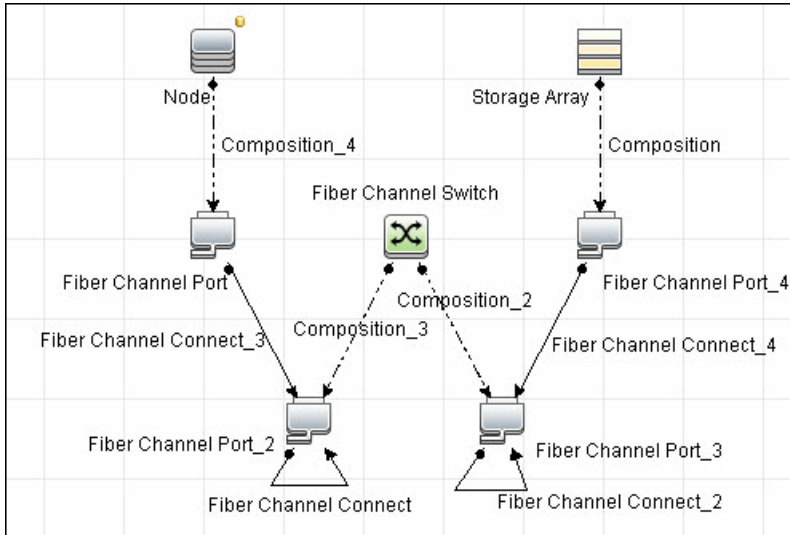 Node
Storage Array
Composition_4
Composition
Fiber Channel Switch
Fiber Channel Port
Fiber Channel Port_4
Composition_2
Composition_3
Fiber Channel Connect_3
Fiber Channel Connect_4
Fiber Channel Port_2
Fiber Channel Port_3
Fiber Channel Connect
Fiber Channel Connect_2